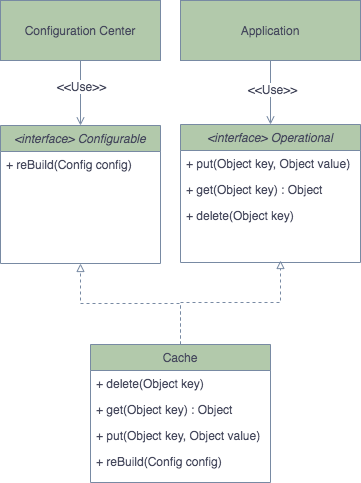 Configuration Center
Application
<<Use>>
<<Use>>
<interface> Configurable
+ reBuild(Config config)
<interface> Operational
+ put(Object key, Object value)
+ get(Object key) : Object
+ delete(Object key)
Cache
+ delete(Object key)
+ get(Object key) : Object
+ put(Object key, Object value)
+ reBuild(Config config)